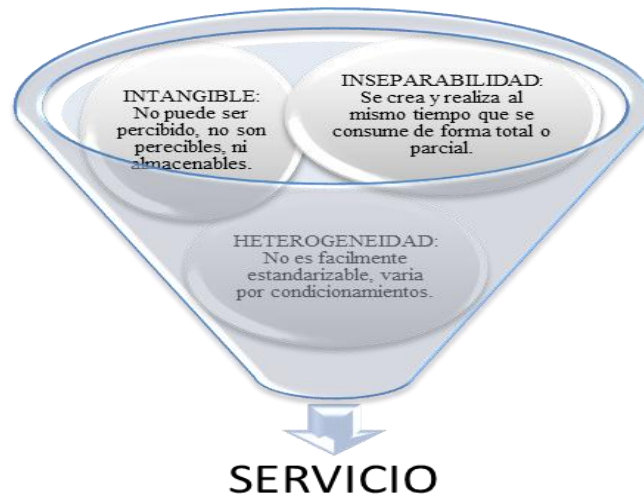 INTANGIBLE:
No puede ser
percibido, no son
perecibles, ni
almacenables.
INSEPARABILIDAD:
Se crea y realiza al
mismo tiempo que se
consume de forma total o
parcial.
HETEROGENEIDAD:
No es facilmente
estandarizable, varia
por condicionamientos.
SERVICIO